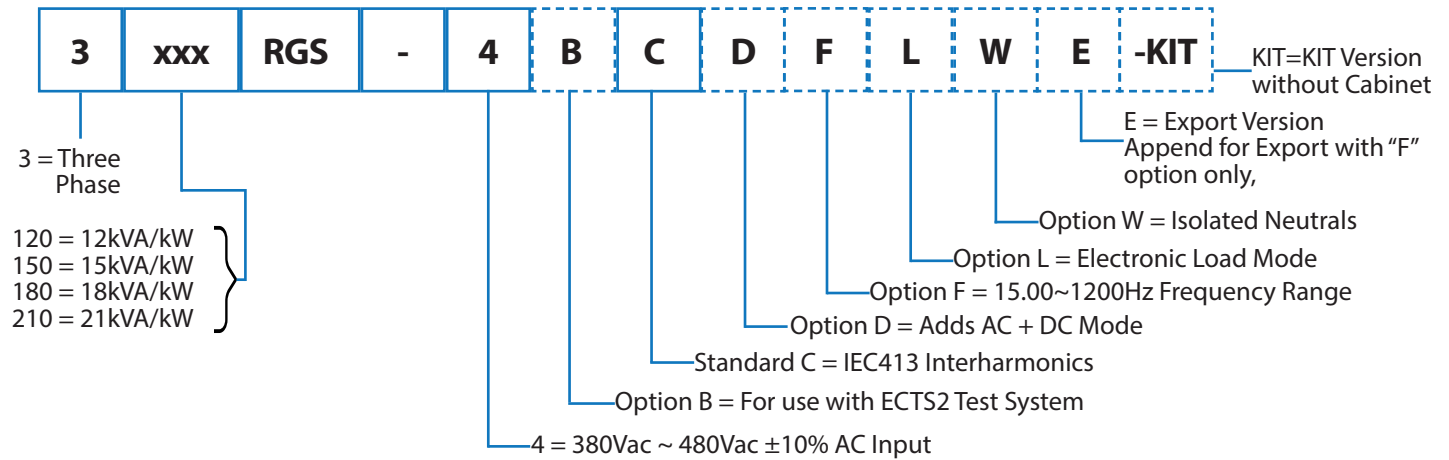 3 xxx RGS - 4 B C D F L W E -KIT
KIT=KIT Version
without Cabinet
E = Export Version
Append for Export with “F”
option only,
3 = Three
Phase
Option W = Isolated Neutrals
120 = 12kVA/kW
150 = 15kVA/kW
180 = 18kVA/kW
210 = 21kVA/kW
Option L = Electronic Load Mode
Option F = 15.00~1200Hz Frequency Range
Option D = Adds AC + DC Mode
Standard C = IEC413 Interharmonics
Option B = For use with ECTS2 Test System
4 = 380Vac ~ 480Vac ±10% AC Input